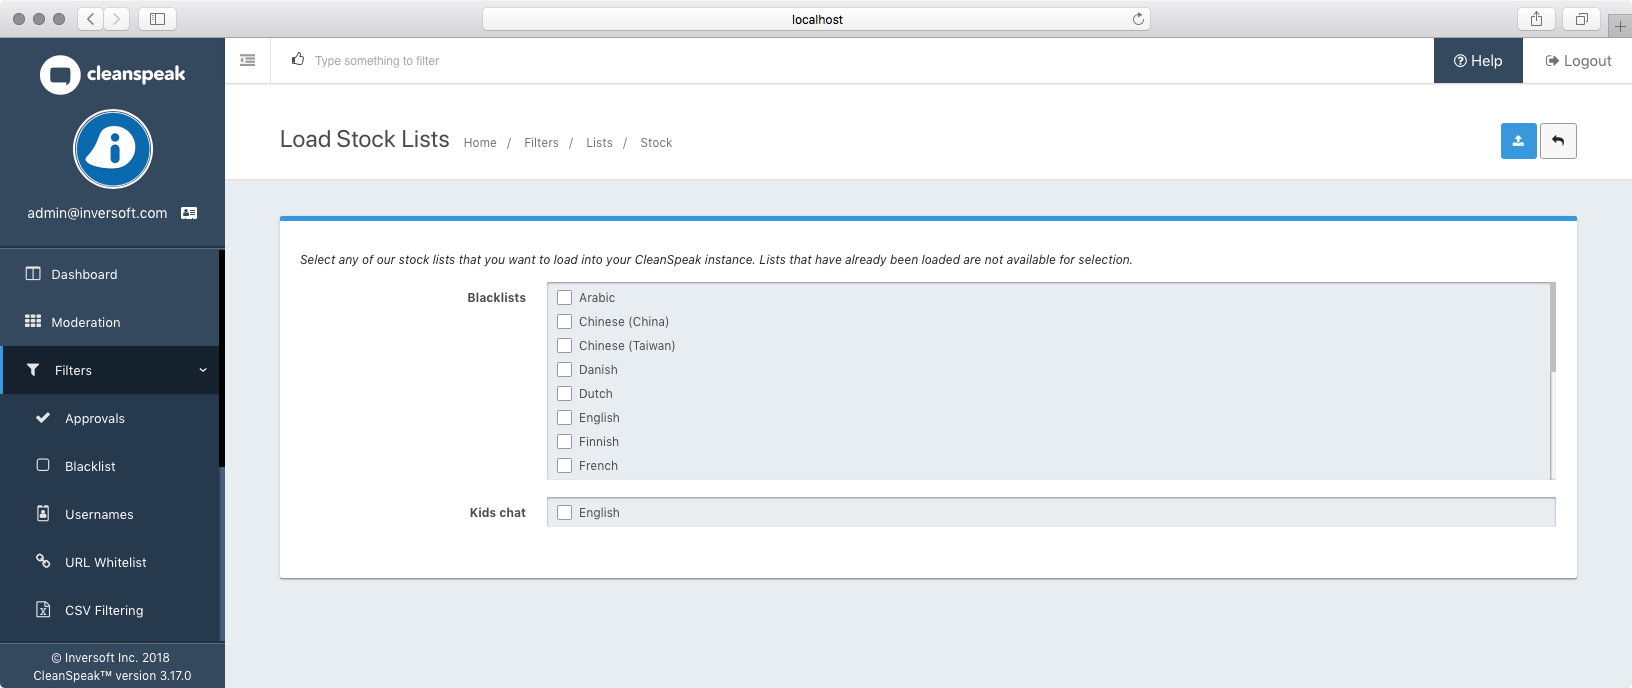 localhost
cleanspeak
Type something to filter
Help
Logout
admin@inversoft.com
Load Stock Lists
Home / Filters / Lists / Stock
Dashboard
Moderation
Filters
Approvals
Blacklist
Usernames
URL Whitelist
CSV Filtering
© Inversoft Inc. 2018
CleanSpeak™ version 3.17.0
Select any of our stock lists that you want to load into your CleanSpeak instance. Lists that have already been loaded are not available for selection.
Blacklists
Arabic
Chinese (China)
Chinese (Taiwan)
Danish
Dutch
English
Finnish
French
Kids chat
English